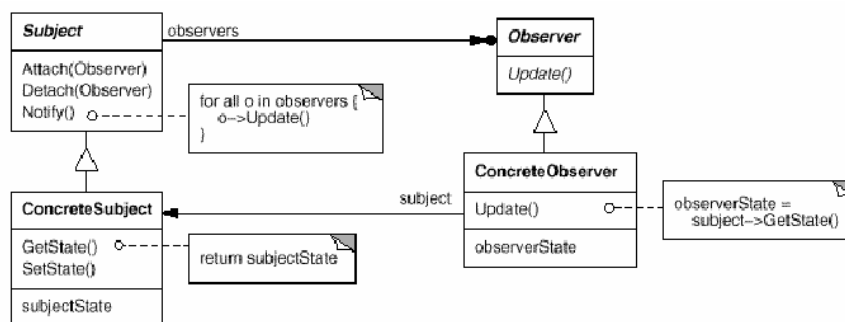 Subject
observers
Observer
Attach(Observer)
Detach(Observer)
Notify()
for all o in observers {
o->Update()
}
Update()
ConcreteSubject
GetState()
SetState()
subjectState
return subjectState
subject
ConcreteObserver
Update()
observerState
observerState =
subject->GetState()